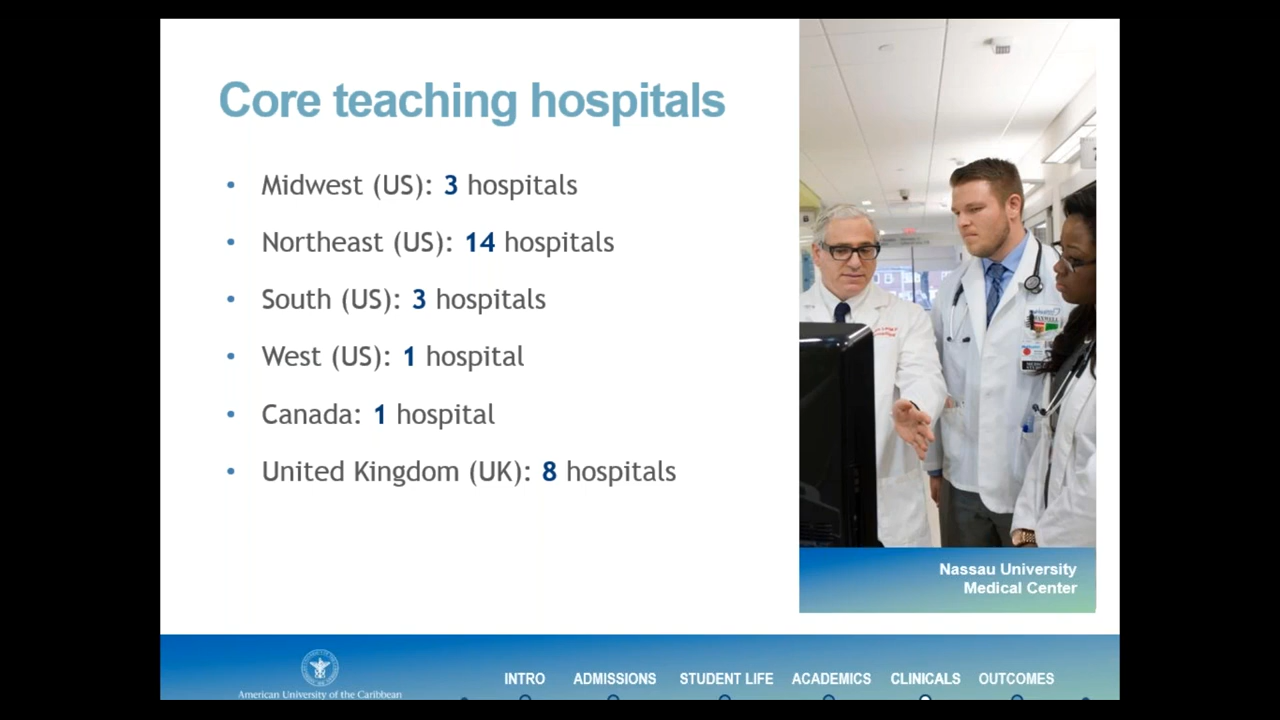 Core teaching hospitals
• Midwest (US): 3 hospitals
• Northeast (US): 14 hospitals
• South (US): 3 hospitals
• West (US): 1 hospital
• Canada: 1 hospital
• United Kingdom (UK): 8 hospitals
Nassau University
Medical Center
American University of the Caribbean
INTRO ADMISSIONS STUDENT LIFE ACADEMICS CLINICALS OUTCOMES